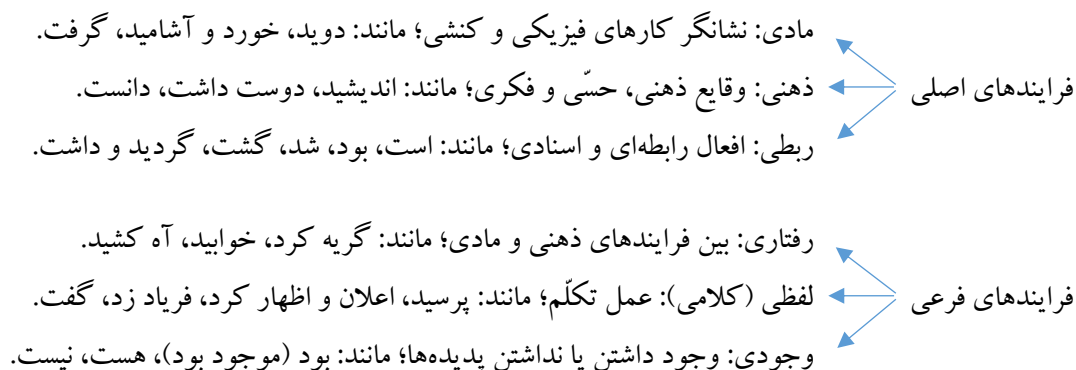 مادی: نشانگر کارهای فیزیکی و کنشی؛ مانند: دوید، خورد و آشامید، گرفت.
فرایندهای اصلی
ذهنی: وقایع ذهنی، حسّی و فکری؛ مانند: اندیشید، دوست داشت، دانست.
ربطی: افعال رابطه‌ای و اسنادی؛ مانند: است، بود، شد، گشت، گردید و داشت.
رفتاری: بین فرایندهای ذهنی و مادی؛ مانند: گریه کرد، خوابید، آه کشید.
فرایندهای فرعی
لفظی (کلامی): عمل تکلّم؛ مانند: پرسید، اعلان و اظهار کرد، فریاد زد، گفت.
وجودی: وجود داشتن یا نداشتن پدیده‌ها؛ مانند: بود (موجود بود)، هست، نیست.